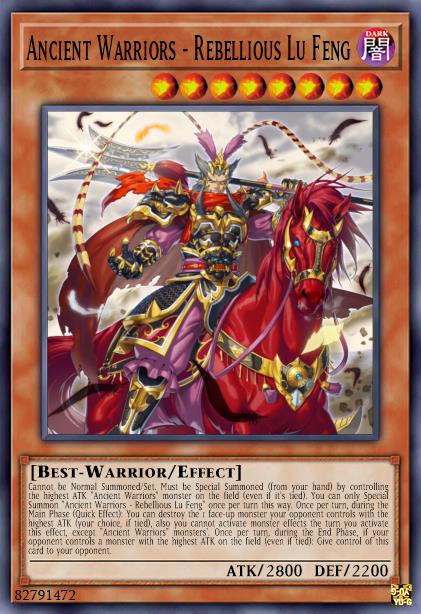 ANCIENT WARRIORS - REBELLIOUS LU FENG
DARK
闇
[BEST-WARRIOR/EFFECT]
Cannot be Normal Summoned/Set. Must be Special Summoned (from your hand) by controlling
the highest ATK "Ancient Warriors" monster on the field (even if it's tied). You can only Special
Summon "Ancient Warriors - Rebellious Lu Feng" once per turn this way. Once per turn, during the
Main Phase (Quick Effect): You can destroy the 1 face-up monster your opponent controls with the
highest ATK (your choice, if tied), also you cannot activate monster effects the turn you activate
this effect, except "Ancient Warriors" monsters'. Once per turn, during the End Phase, if your
opponent controls a monster with the highest ATK on the field (even if tied): Give control of this
card to your opponent.
ATK/2800 DEF/2200
82791472